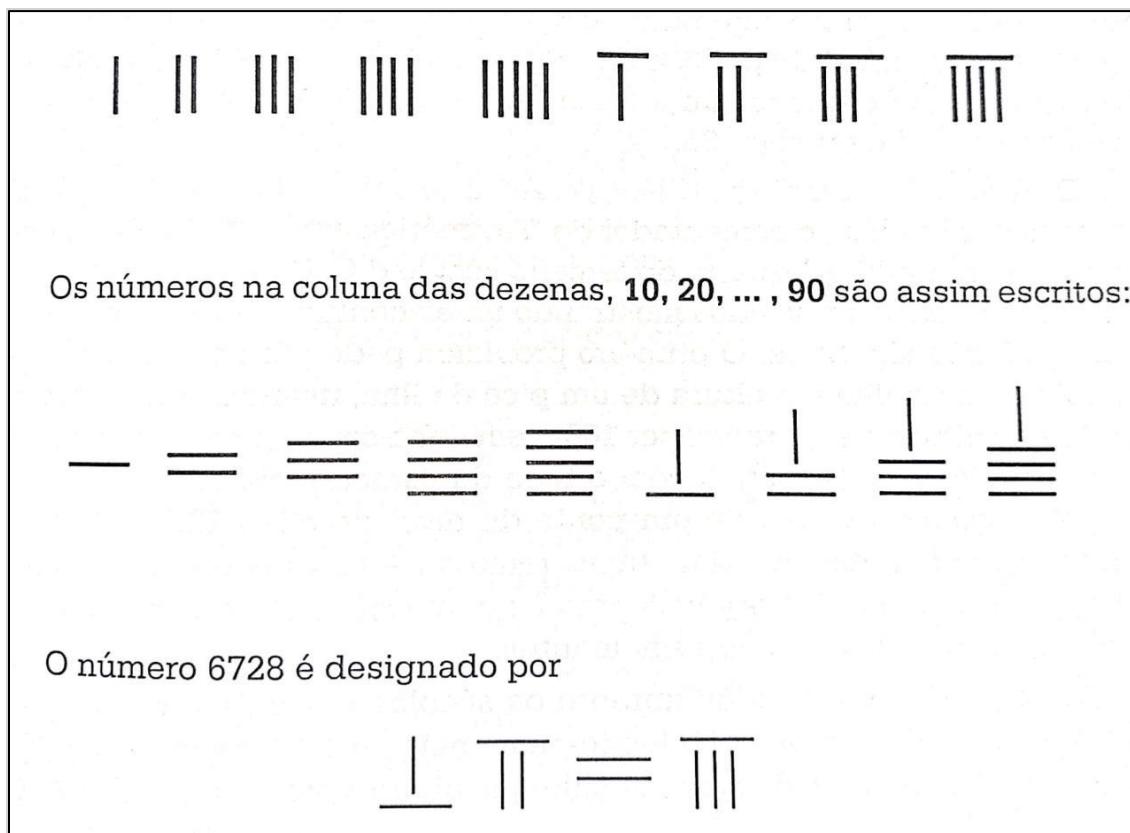 Os números na coluna das dezenas, 10, 20, ... , 90 são assim escritos:
O número 6728 é designado por